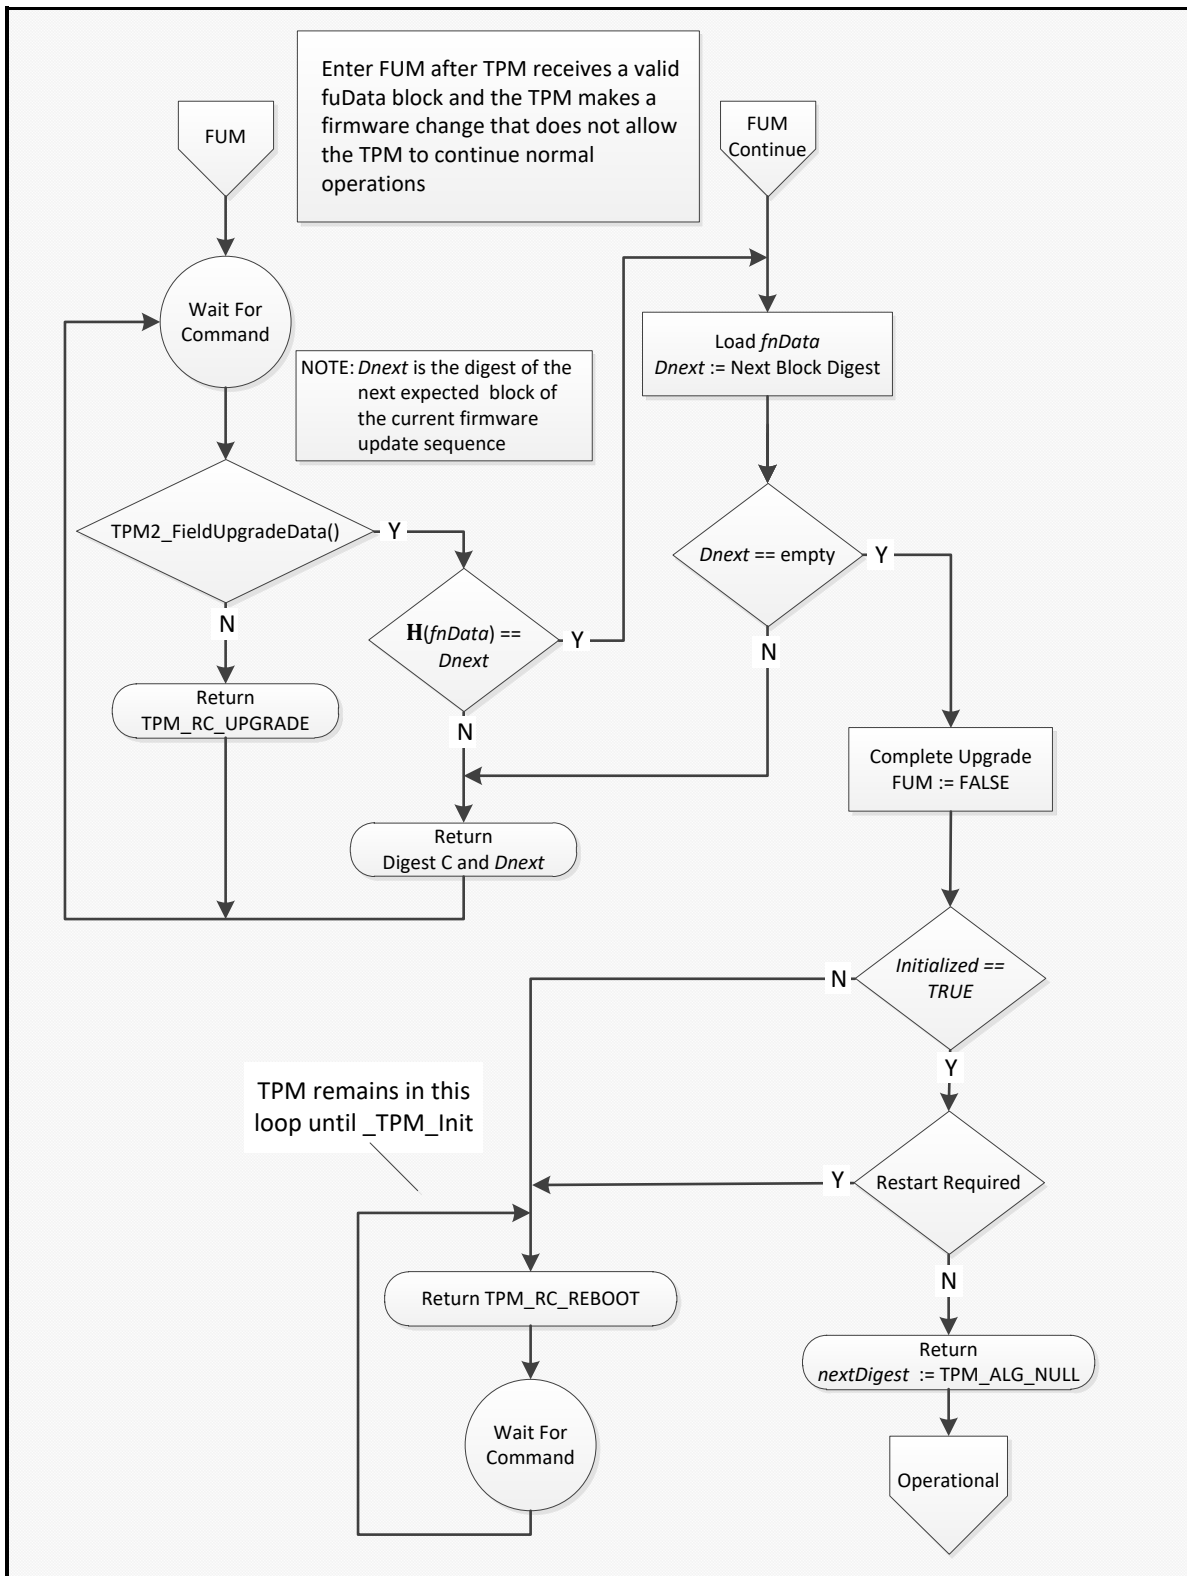 Enter FUM after TPM receives a valid
fuData block and the TPM makes a
firmware change that does not allow
the TPM to continue normal
operations
FUM
FUM
Continue
Wait For
Command
NOTE: Dnext is the digest of the
next expected block of
the current firmware
update sequence
Load fnData
Dnext := Next Block Digest
TPM2_FieldUpgradeData()
Y
N
H(fnData) ==
Dnext
Y
N
Dnext == empty
Y
N
Return
TPM_RC_UPGRADE
Return
Digest C and Dnext
Complete Upgrade
FUM := FALSE
Initialized ==
TRUE
N
Y
TPM remains in this
loop until _TPM_Init
Restart Required
Y
N
Return TPM_RC_REBOOT
Wait For
Command
Return
nextDigest := TPM_ALG_NULL
Operational